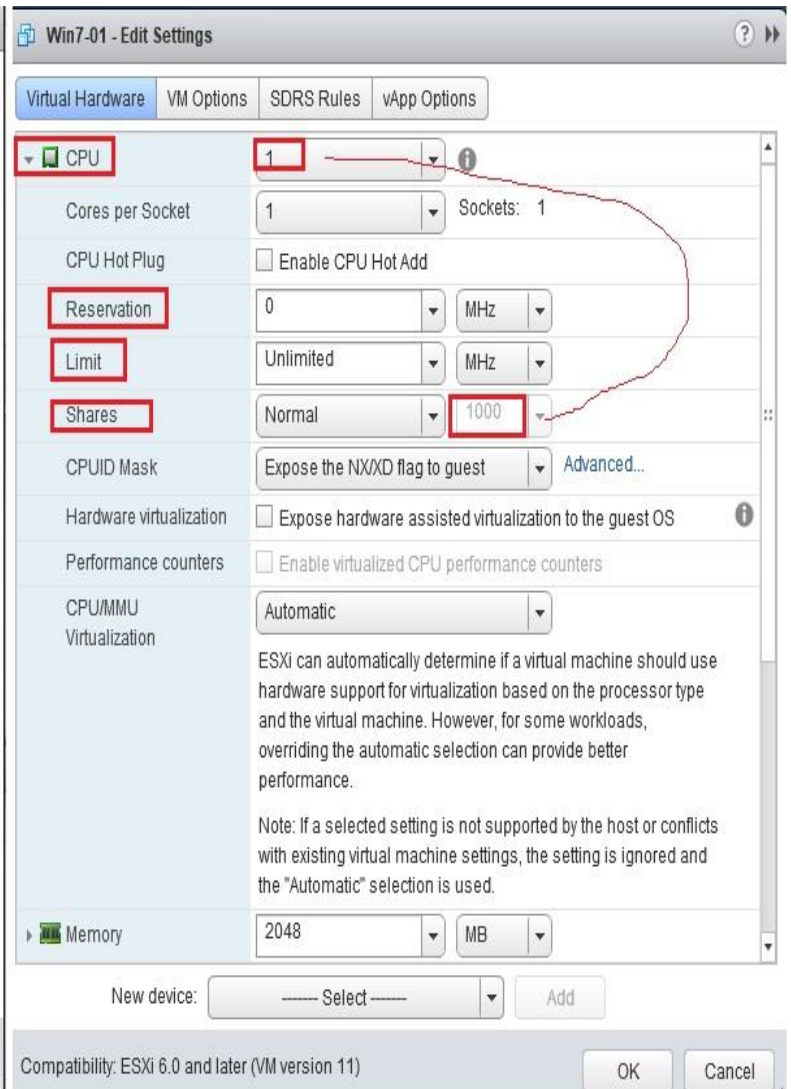 Win7-01 - Edit Settings
Virtual Hardware VM Options SDRS Rules vApp Options
CPU 1
Cores per Socket 1 Sockets: 1
CPU Hot Plug Enable CPU Hot Add
Reservation 0 MHz
Limit Unlimited MHz
Shares Normal 1000
CPUID Mask Expose the NX/XD flag to guest Advanced...
Hardware virtualization Expose hardware assisted virtualization to the guest OS
Performance counters Enable virtualized CPU performance counters
CPU/MMU
Virtualization
Automatic
ESXi can automatically determine if a virtual machine should use
hardware support for virtualization based on the processor type
and the virtual machine. However, for some workloads,
overriding the automatic selection can provide better
performance.
Note: If a selected setting is not supported by the host or conflicts
with existing virtual machine settings, the setting is ignored and
the "Automatic" selection is used.
Memory 2048 MB
New device: ------- Select ------- Add
Compatibility: ESXi 6.0 and later (VM version 11) OK Cancel